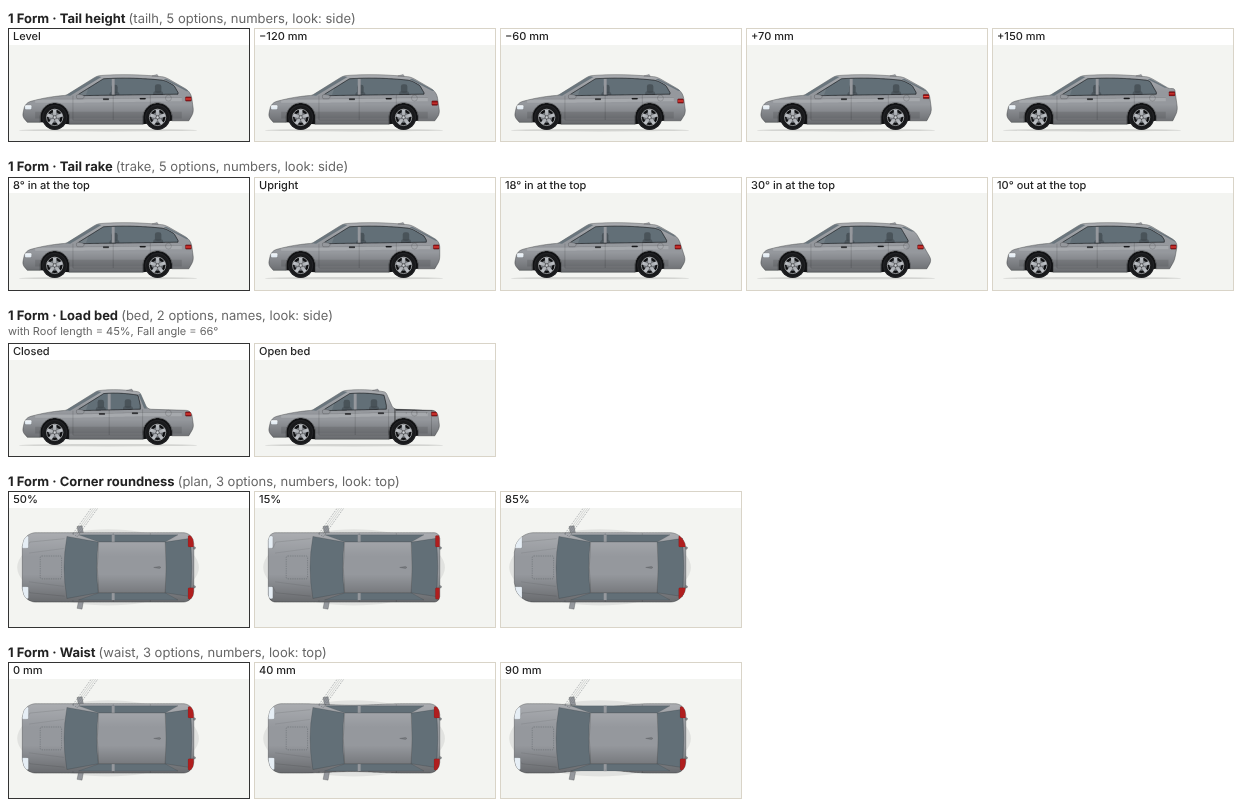 1 Form · Tail height (tailh, 5 options, numbers, look: side)
Level
−120 mm
−60 mm
+70 mm
+150 mm
1 Form · Tail rake (trake, 5 options, numbers, look: side)
8° in at the top
Upright
18° in at the top
30° in at the top
10° out at the top
1 Form · Load bed (bed, 2 options, names, look: side)
with Roof length = 45%, Fall angle = 66°
Closed
Open bed
1 Form · Corner roundness (plan, 3 options, numbers, look: top)
50%
15%
85%
1 Form · Waist (waist, 3 options, numbers, look: top)
0 mm
40 mm
90 mm